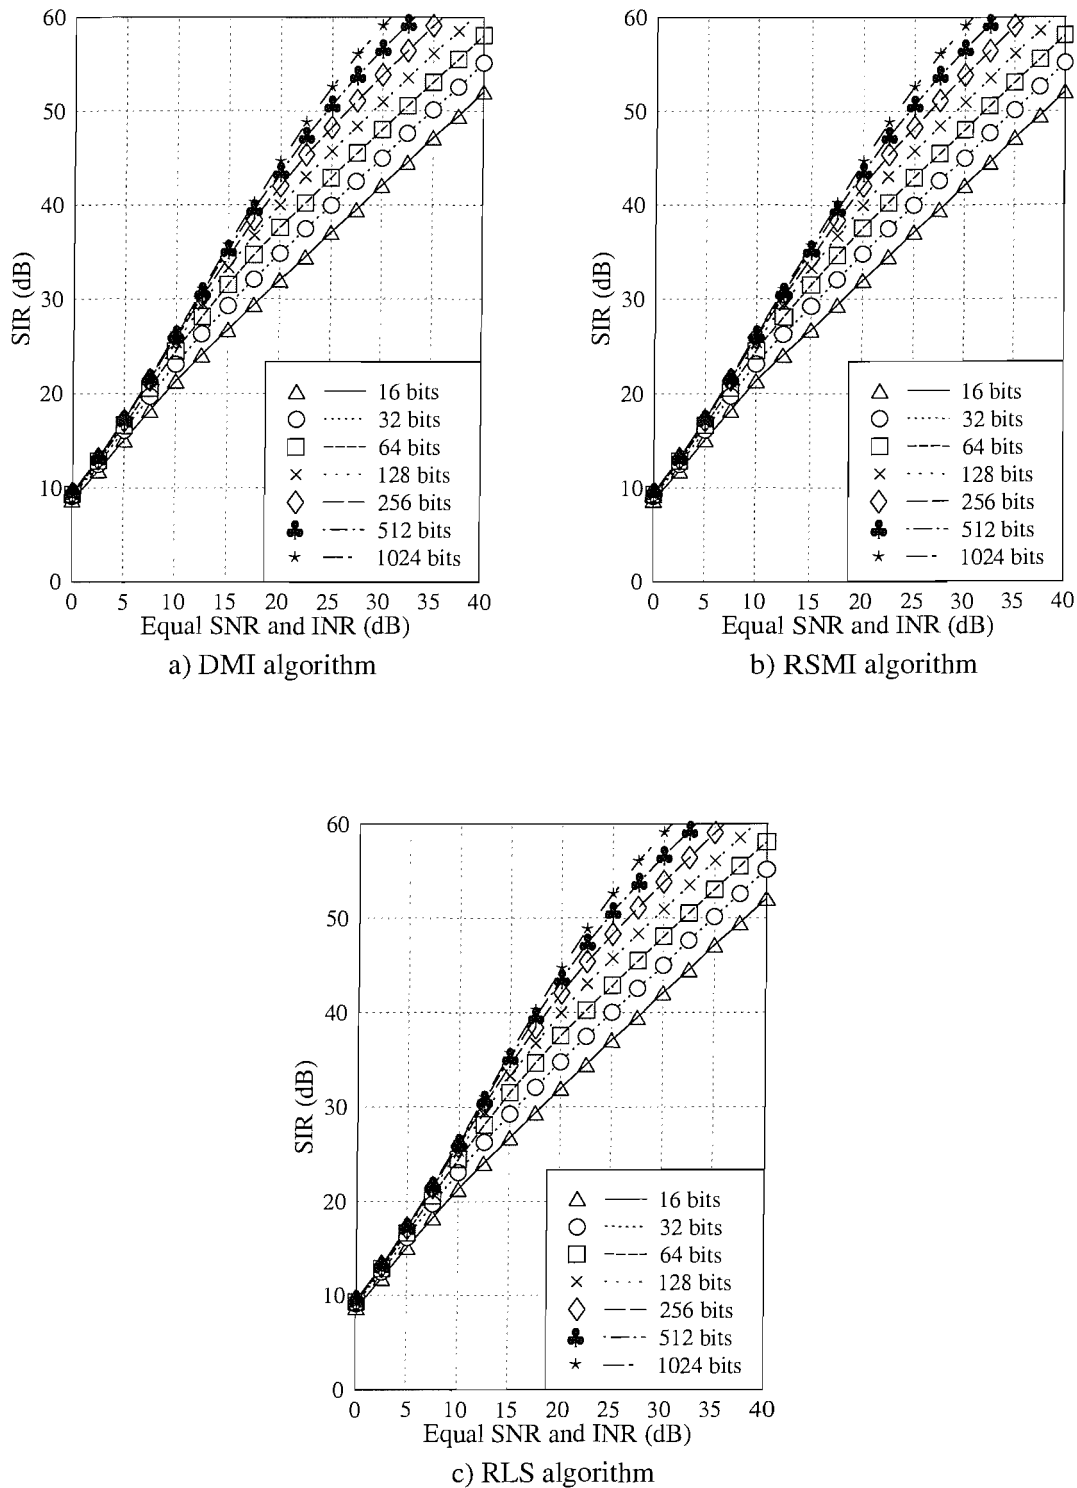 60
50
40
30
20
10
0
SIR (dB)
16 bits
32 bits
64 bits
128 bits
256 bits
512 bits
1024 bits
0 5 10 15 20 25 30 35 40
Equal SNR and INR (dB)
a) DMI algorithm
60
50
40
30
20
10
0
SIR (dB)
16 bits
32 bits
64 bits
128 bits
256 bits
512 bits
1024 bits
0 5 10 15 20 25 30 35 40
Equal SNR and INR (dB)
b) RSMI algorithm
60
50
40
30
20
10
0
SIR (dB)
16 bits
32 bits
64 bits
128 bits
256 bits
512 bits
1024 bits
0 5 10 15 20 25 30 35 40
Equal SNR and INR (dB)
c) RLS algorithm